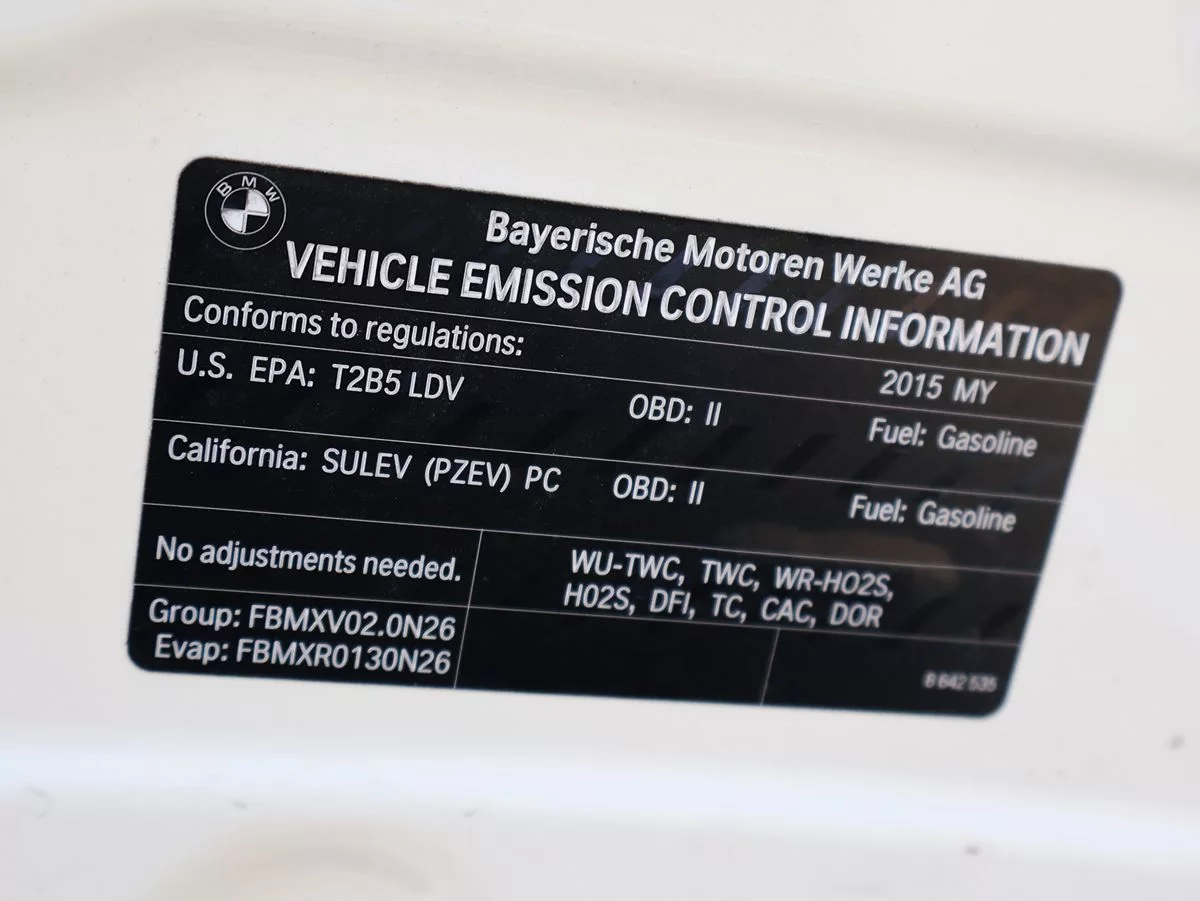 BMW
Bayerische Motoren Werke AG
VEHICLE EMISSION CONTROL INFORMATION
Conforms to regulations:
2015 MY
U.S. EPA: T2B5 LDV OBD: II Fuel: Gasoline
California: SULEV (PZEV) PC OBD: II Fuel: Gasoline
No adjustments needed.
WU-TWC, TWC, WR-HO2S,
HO2S, DFI, TC, CAC, DOR
Group: FBMXV02.0N26
Evap: FBMXR0130N26
8 642 535